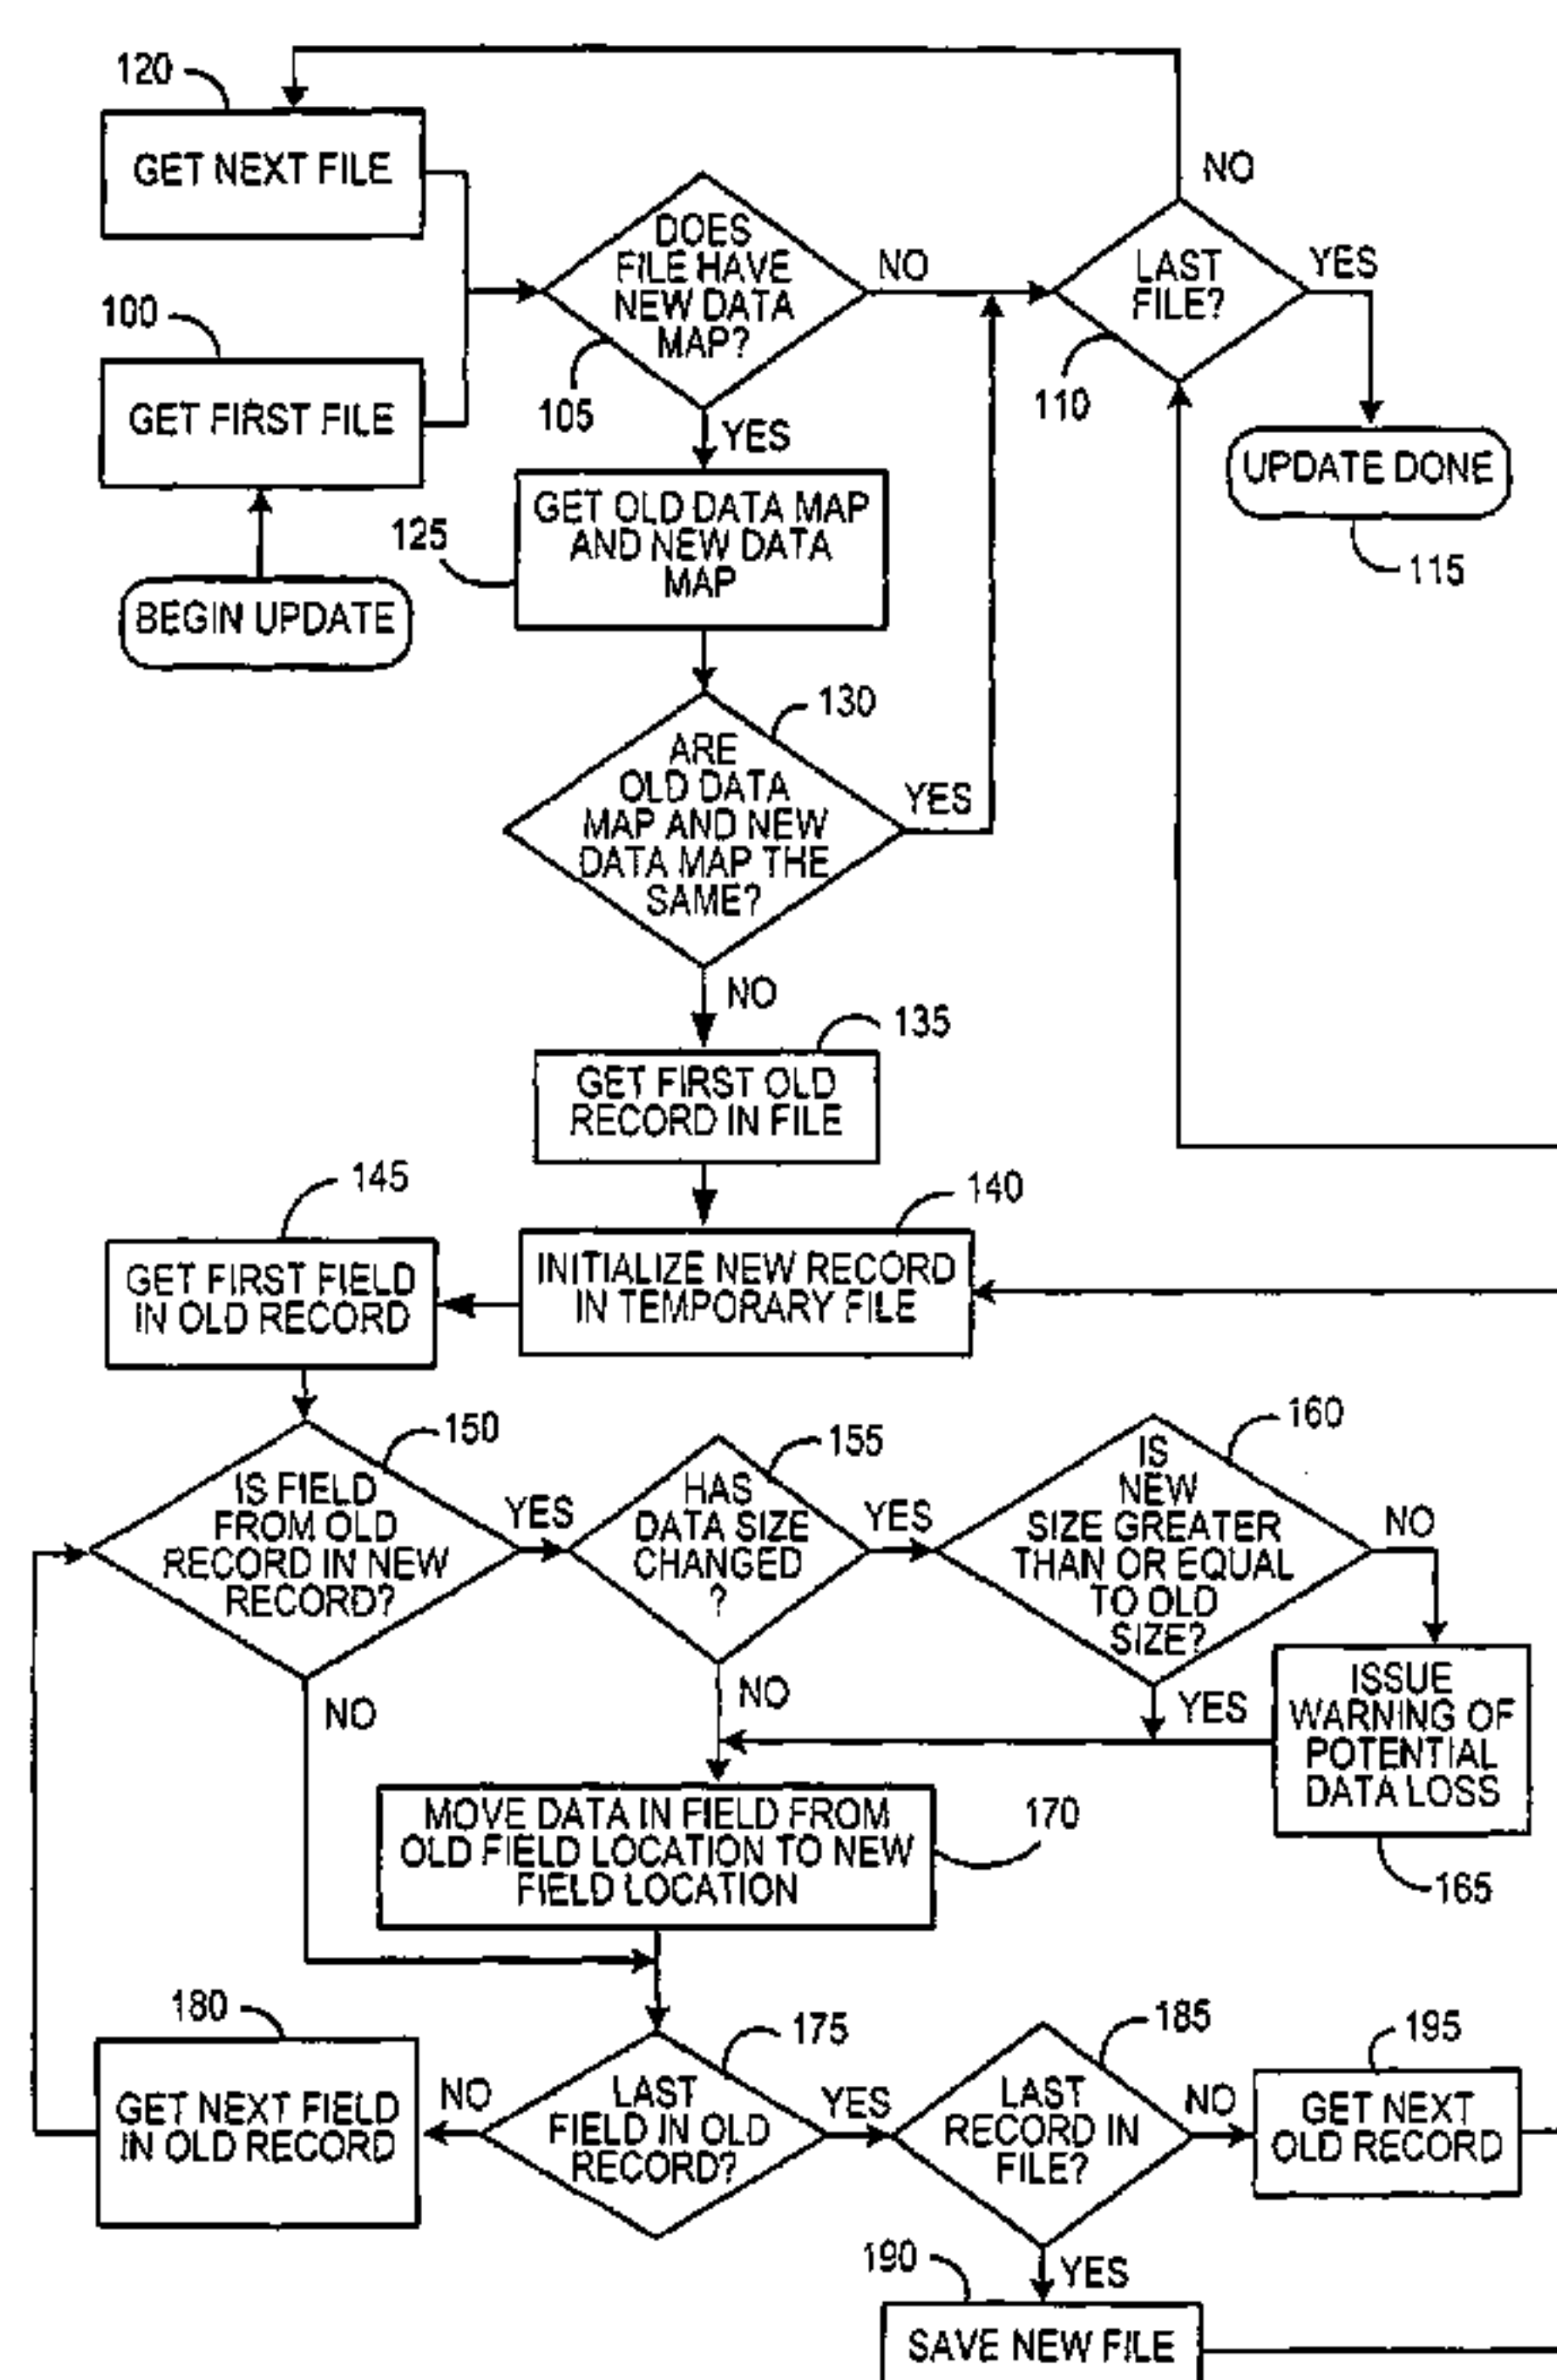 120
GET NEXT FILE
NO
DOES
FILE HAVE
NEW DATA
MAP?
NO
LAST
FILE?
YES
100
GET FIRST FILE
105
110
YES
UPDATE DONE
115
BEGIN UPDATE
125
GET OLD DATA MAP
AND NEW DATA
MAP
130
ARE
OLD DATA
MAP AND NEW
DATA MAP THE
SAME?
YES
NO
135
GET FIRST OLD
RECORD IN FILE
145
140
GET FIRST FIELD
IN OLD RECORD
INITIALIZE NEW RECORD
IN TEMPORARY FILE
150
IS FIELD
FROM OLD
RECORD IN NEW
RECORD?
YES
155
HAS
DATA SIZE
CHANGED
?
YES
160
IS
NEW
SIZE GREATER
THAN OR EQUAL
TO OLD
SIZE?
NO
NO
NO
YES
ISSUE
WARNING OF
POTENTIAL
DATA LOSS
165
MOVE DATA IN FIELD FROM
OLD FIELD LOCATION TO NEW
FIELD LOCATION
170
180
GET NEXT FIELD
IN OLD RECORD
NO
175
LAST
FIELD IN OLD
RECORD?
YES
185
LAST
RECORD IN
FILE?
NO
195
GET NEXT
OLD RECORD
190
YES
SAVE NEW FILE